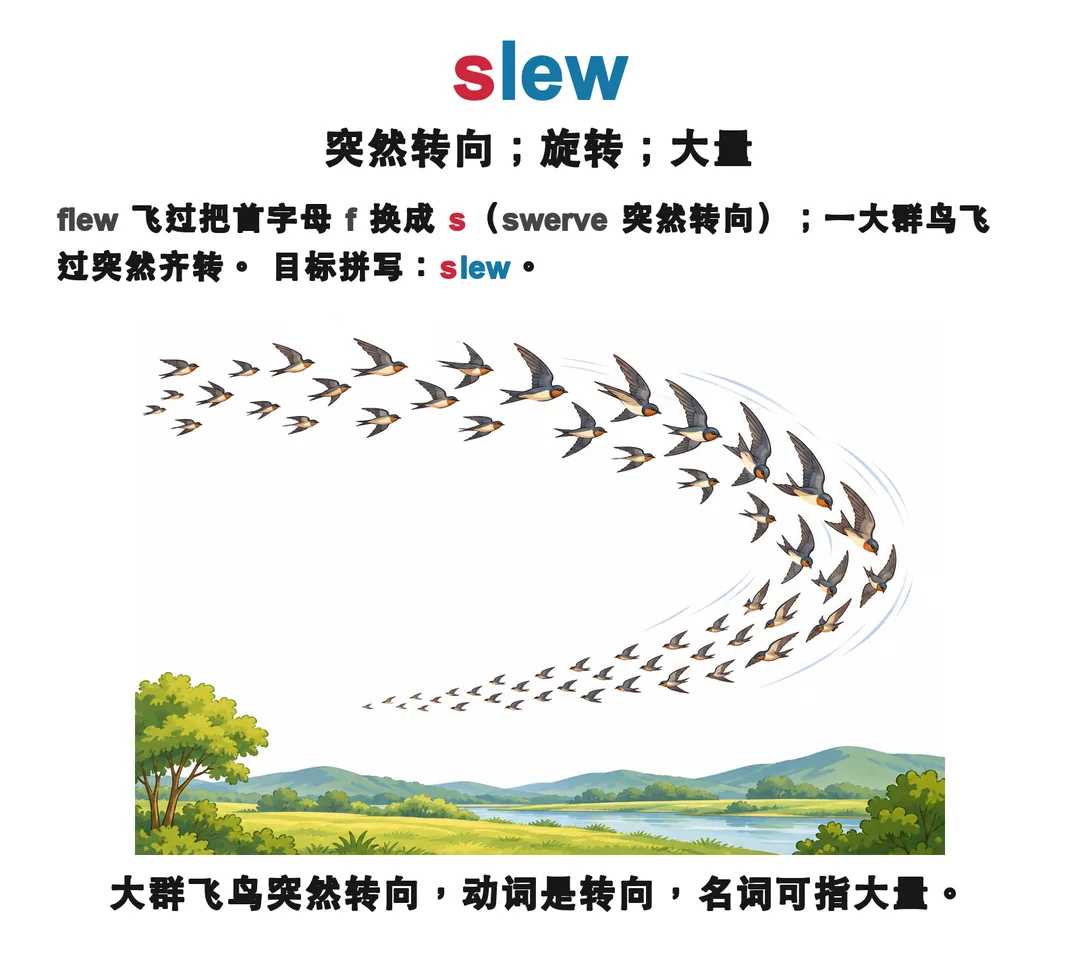 slew
突然转向；旋转；大量
flew 飞过把首字母 f 换成 s（swerve 突然转向）；一大群鸟飞
过突然齐转。 目标拼写：slew。
大群飞鸟突然转向，动词是转向，名词可指大量。